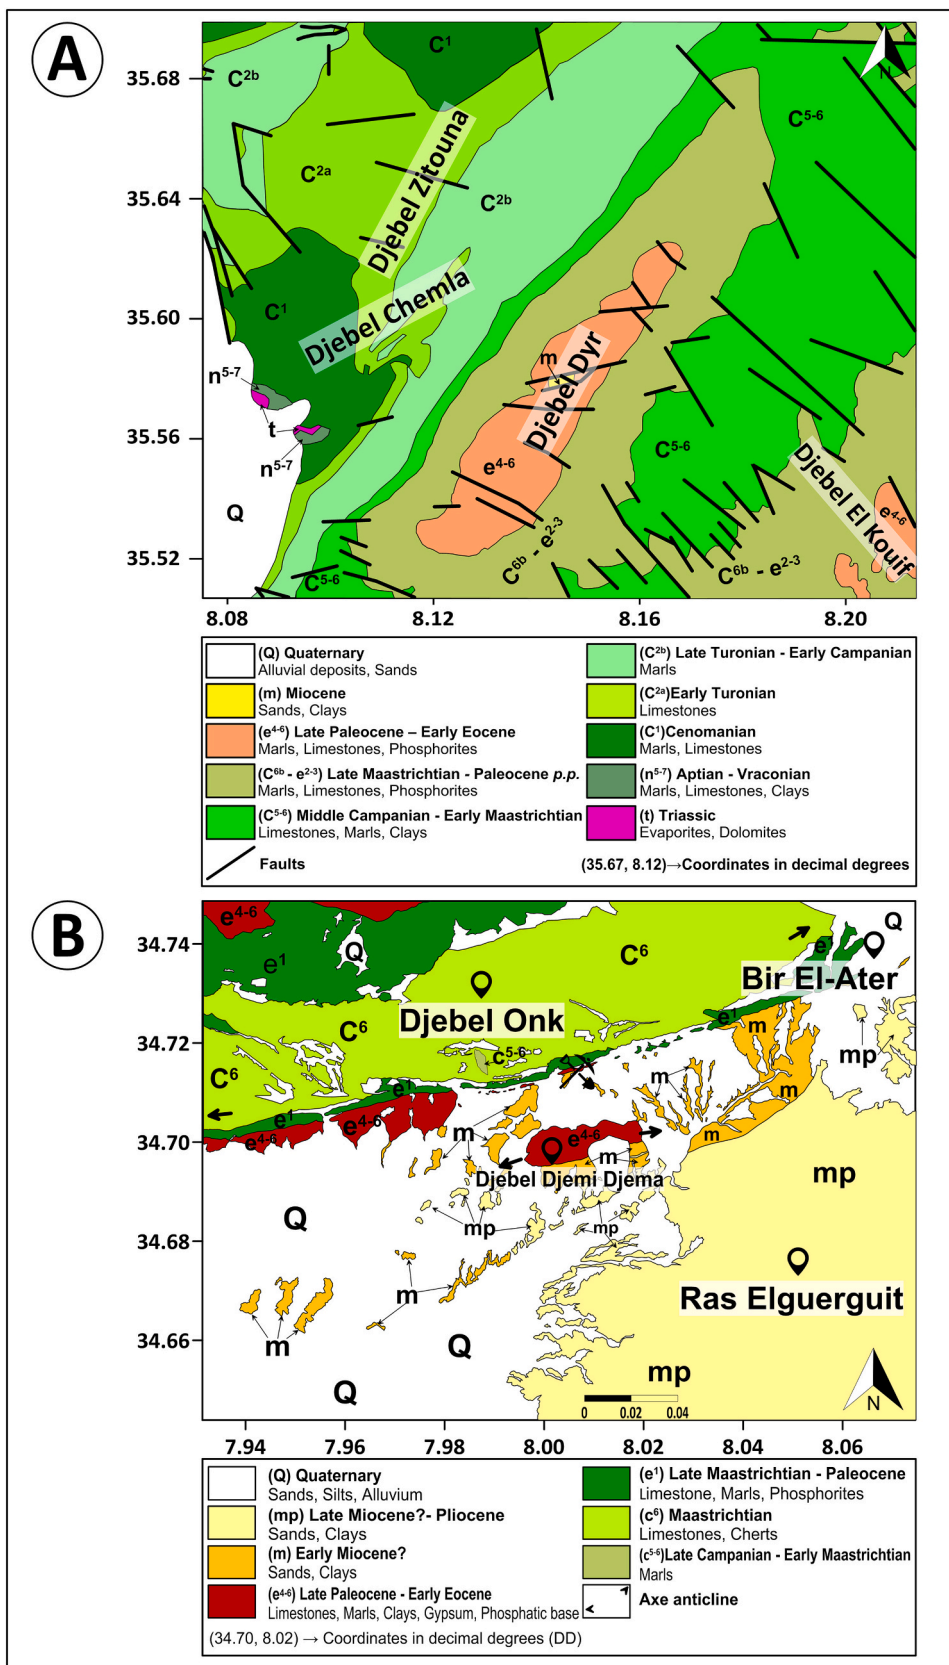 A
C¹
C²ᵇ
35.68
N
C⁵⁻⁶
C²ᵃ
Djebel Zitouna
35.64
C²ᵇ
C¹
Djebel Chemla
35.60
m
Djebel Dyr
n⁵⁻⁷
t
35.56
C⁵⁻⁶
n⁵⁻⁷
e⁴⁻⁶
Djebel El Kouif
Q
e⁴⁻⁶
C⁶ᵇ - e²⁻³
35.52
C⁵⁻⁶
C⁶ᵇ - e²⁻³
8.08 8.12 8.16 8.20
(Q) Quaternary
Alluvial deposits, Sands
(m) Miocene
Sands, Clays
(e⁴⁻⁶) Late Paleocene – Early Eocene
Marls, Limestones, Phosphorites
(C⁶ᵇ - e²⁻³) Late Maastrichtian - Paleocene p.p.
Marls, Limestones, Phosphorites
(C⁵⁻⁶) Middle Campanian - Early Maastrichtian
Limestones, Marls, Clays
Faults
(C²ᵇ) Late Turonian - Early Campanian
Marls
(C²ᵃ)Early Turonian
Limestones
(C¹)Cenomanian
Marls, Limestones
(n⁵⁻⁷) Aptian - Vraconian
Marls, Limestones, Clays
(t) Triassic
Evaporites, Dolomites
(35.67, 8.12)→Coordinates in decimal degrees
B
e⁴⁻⁶
Q
34.74
e¹
Q
C⁶
e¹
Bir El-Ater
Djebel Onk
C⁶
m
34.72
c⁵⁻⁶
mp
C⁶
e¹
m
m
e¹
e⁴⁻⁶
m
e⁴⁻⁶
m
34.70
e⁴⁻⁶
m
mp
Djebel Djemi Djema
Q
mp
mp
34.68
m
Ras Elguerguit
34.66
m
Q
mp
Q
N
0 0.02 0.04
7.94 7.96 7.98 8.00 8.02 8.04 8.06
(Q) Quaternary
Sands, Silts, Alluvium
(mp) Late Miocene?- Pliocene
Sands, Clays
(m) Early Miocene?
Sands, Clays
(e⁴⁻⁶) Late Paleocene - Early Eocene
Limestones, Marls, Clays, Gypsum, Phosphatic base
(34.70, 8.02) → Coordinates in decimal degrees (DD)
(e¹) Late Maastrichtian - Paleocene
Limestone, Marls, Phosphorites
(c⁶) Maastrichtian
Limestones, Cherts
(c⁵⁻⁶)Late Campanian - Early Maastrichtian
Marls
Axe anticline